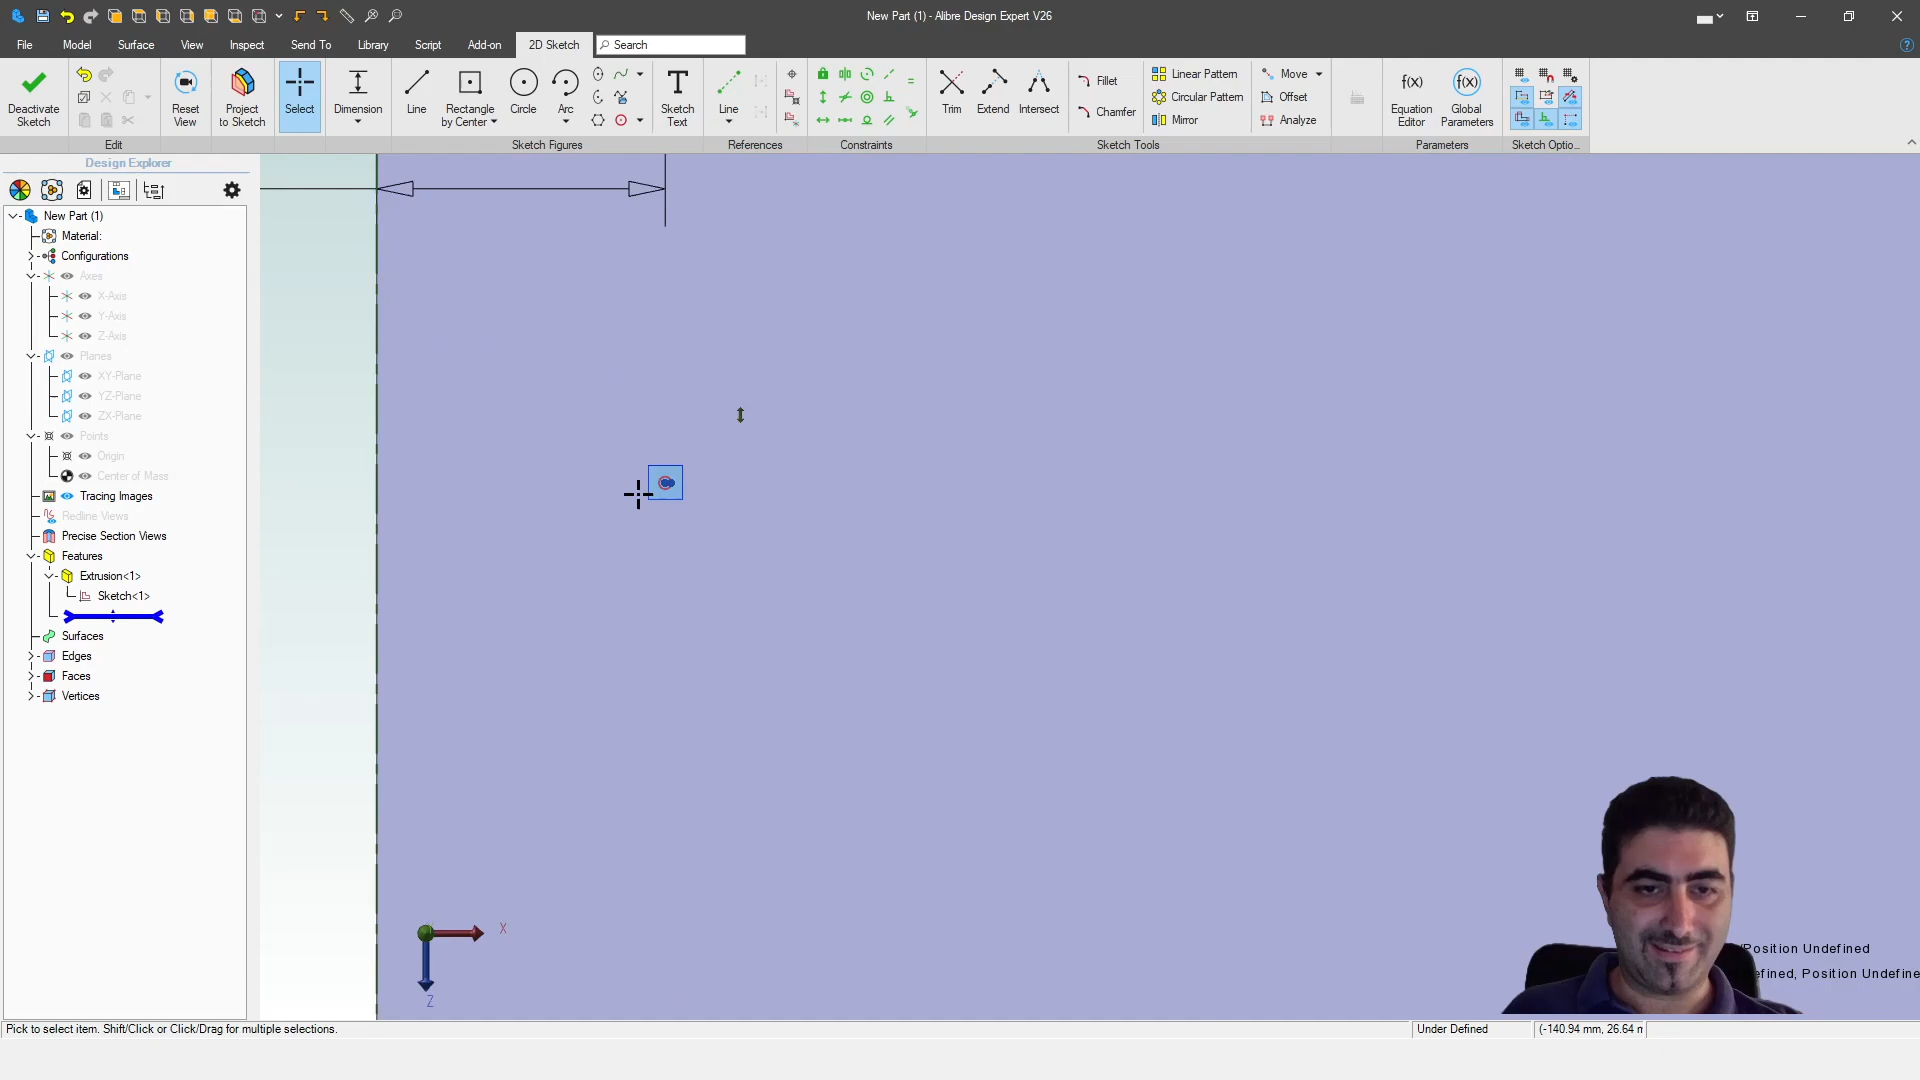 New Part (1) - Alibre Design Expert V26
File Model Surface View Inspect Send To Library Script Add-on 2D Sketch Search
Deactivate Sketch
Edit
Reset View
Project to Sketch
Select
Dimension
Line
Rectangle by Center
Circle
Arc
Sketch Text
Sketch Figures
Line
References
Constraints
Trim
Extend
Intersect
Fillet
Chamfer
Linear Pattern
Circular Pattern
Mirror
Move
Offset
Analyze
Sketch Tools
f(x)
Equation Editor
f(x)
Global Parameters
Parameters
Sketch Optio...
Design Explorer
New Part (1)
Material:
Configurations
Axes
X-Axis
Y-Axis
Z-Axis
Planes
XY-Plane
YZ-Plane
ZX-Plane
Points
Origin
Center of Mass
Tracing Images
Redline Views
Precise Section Views
Features
Extrusion<1>
Sketch<1>
Surfaces
Edges
Faces
Vertices
X
Z
Position Undefined
efined, Position Undefine
Pick to select item. Shift/Click or Click/Drag for multiple selections.
Under Defined
(-140.94 mm, 26.64 m